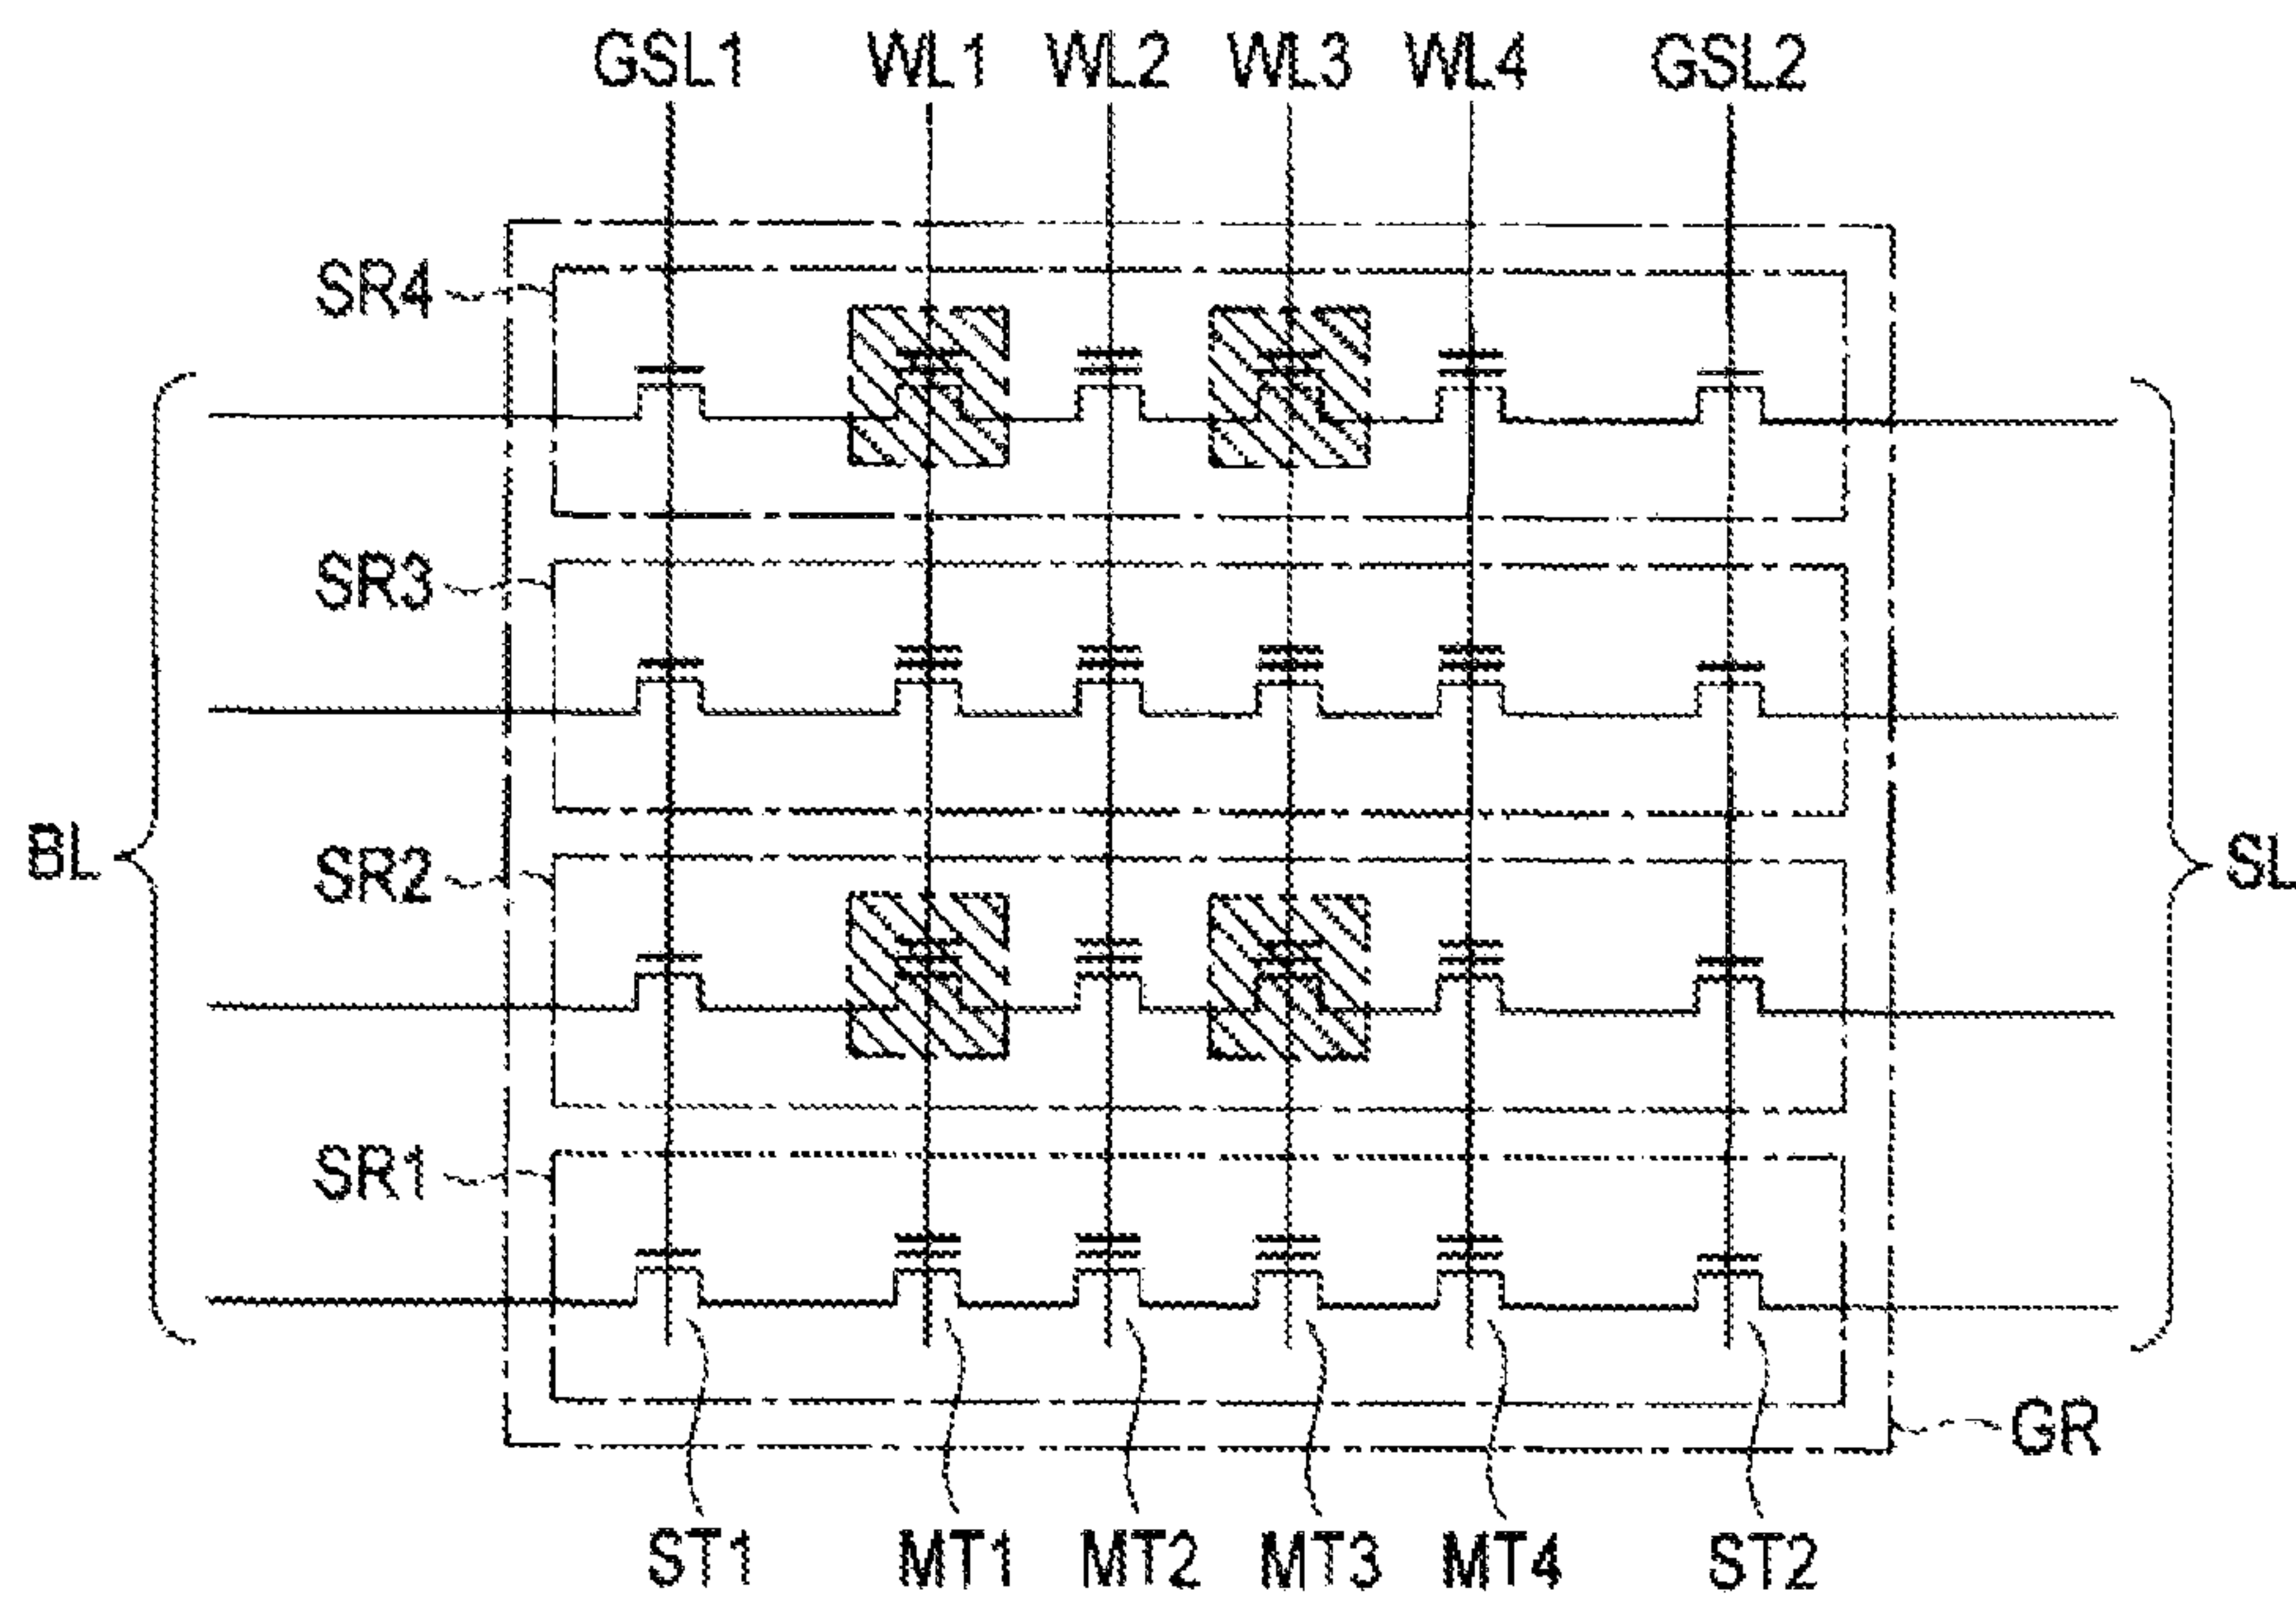 GSL1 WL1 WL2 WL3 WL4 GSL2
SR4
SR3
BL
SR2
SL
SR1
GR
ST1 MT1 MT2 MT3 MT4 ST2